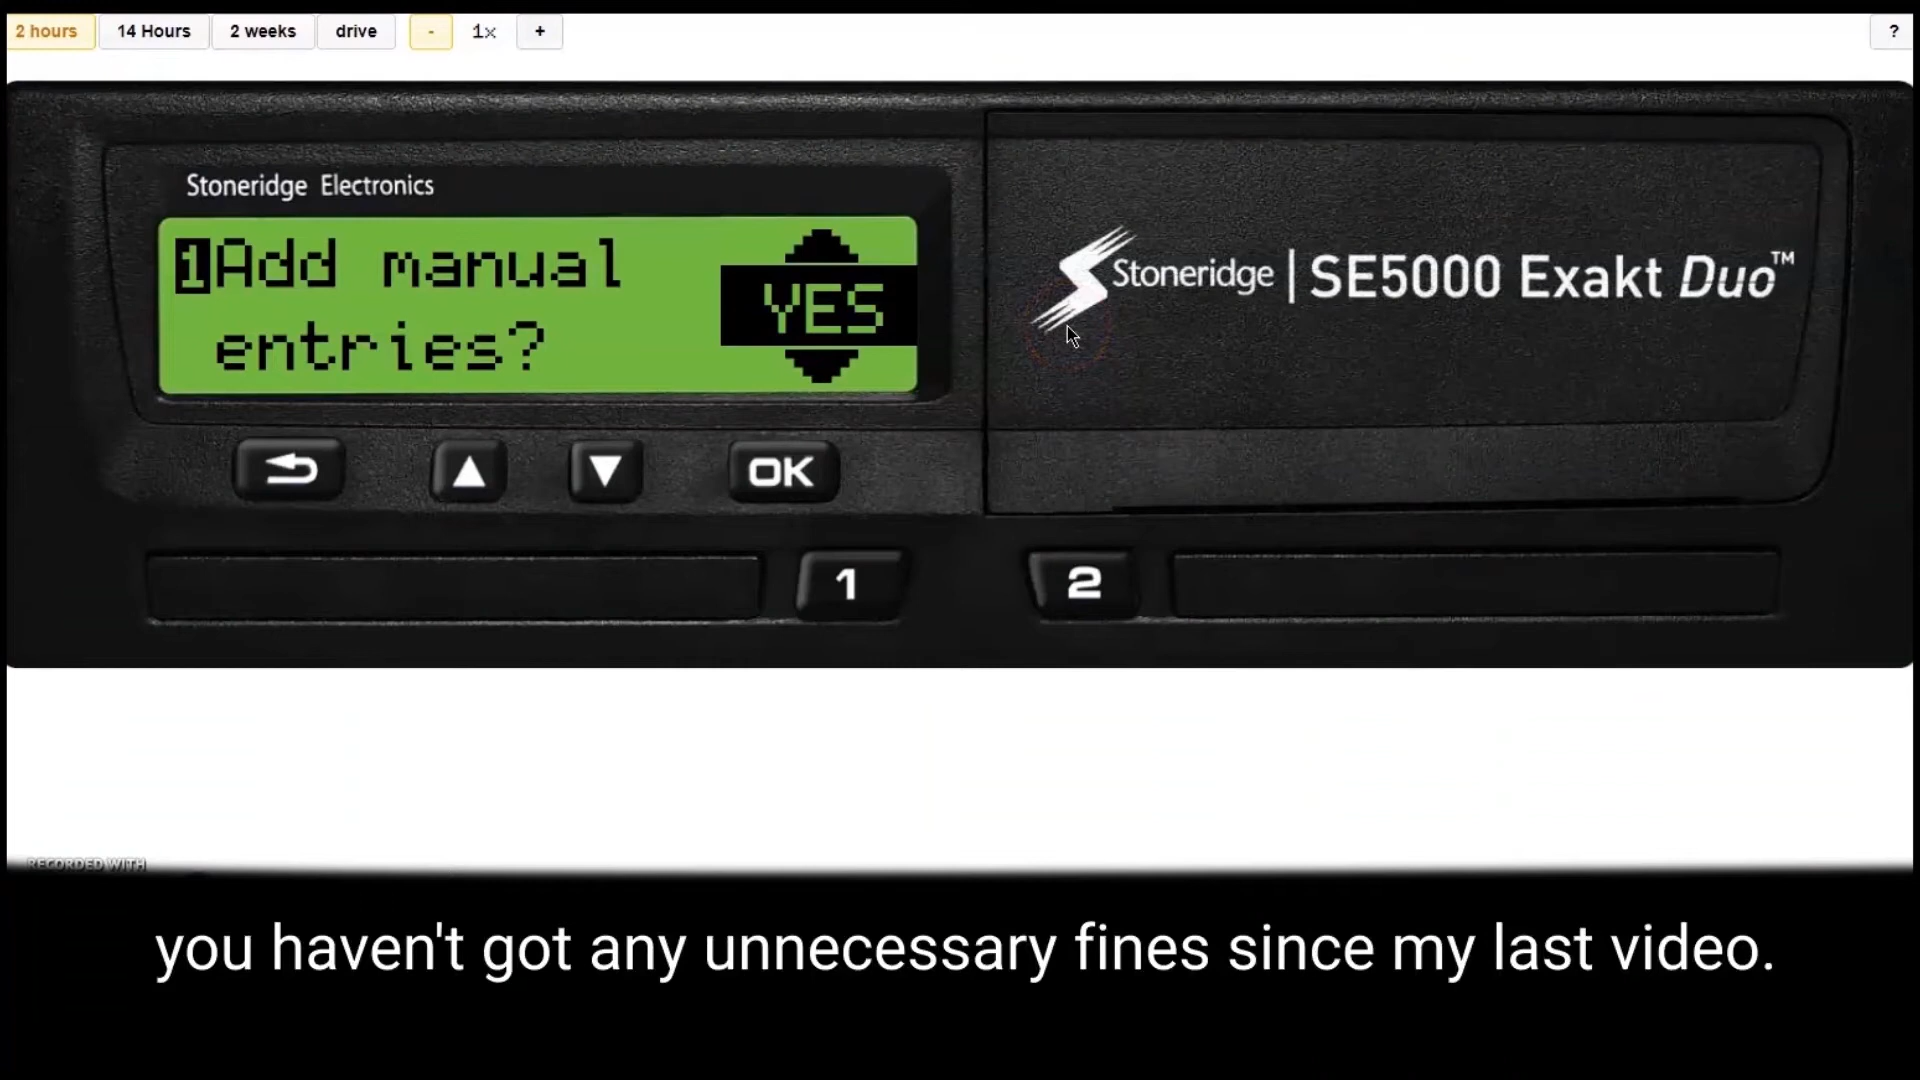 2 hours 14 Hours 2 weeks drive - 1x + ?
Stoneridge Electronics
1Add manual
entries?
YES
Stoneridge | SE5000 Exakt Duo™
OK
1 2
RECORDED WITH
you haven't got any unnecessary fines since my last video.